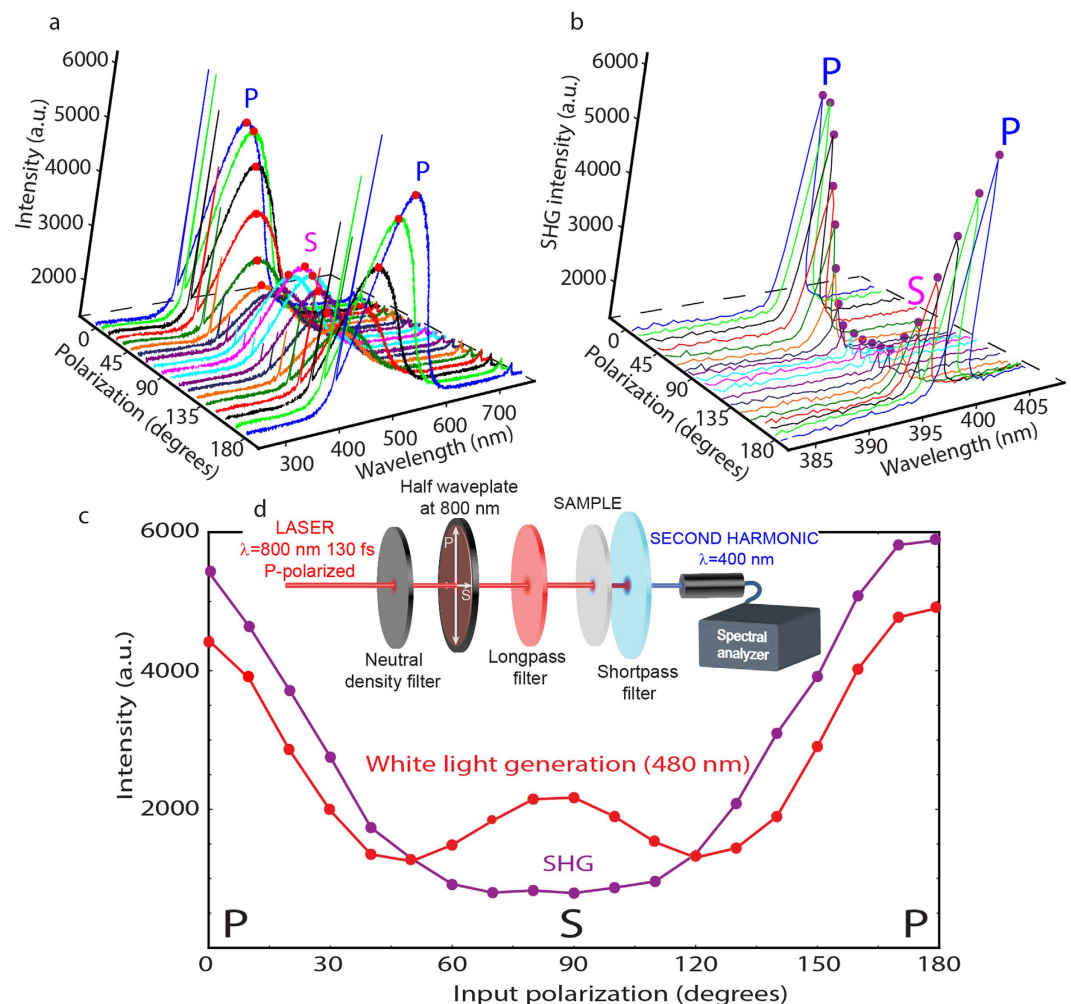 a
6000
5000
4000
3000
2000
Intensity (a.u.)
P
P
S
0
45
90
135
180
Polarization (degrees)
300
400
500
600
700
Wavelength (nm)
b
6000
5000
4000
3000
2000
SHG intensity (a.u.)
P
P
S
0
45
90
135
180
Polarization (degrees)
385
390
395
400
405
Wavelength (nm)
c
d
Half waveplate
at 800 nm
SAMPLE
LASER
λ=800 nm 130 fs
P-polarized
P
S
SECOND HARMONIC
λ=400 nm
Neutral
density filter
Longpass
filter
Shortpass
filter
Spectral
analyzer
6000
4000
2000
Intensity (a.u.)
White light generation (480 nm)
SHG
P
S
P
0
30
60
90
120
150
180
Input polarization (degrees)